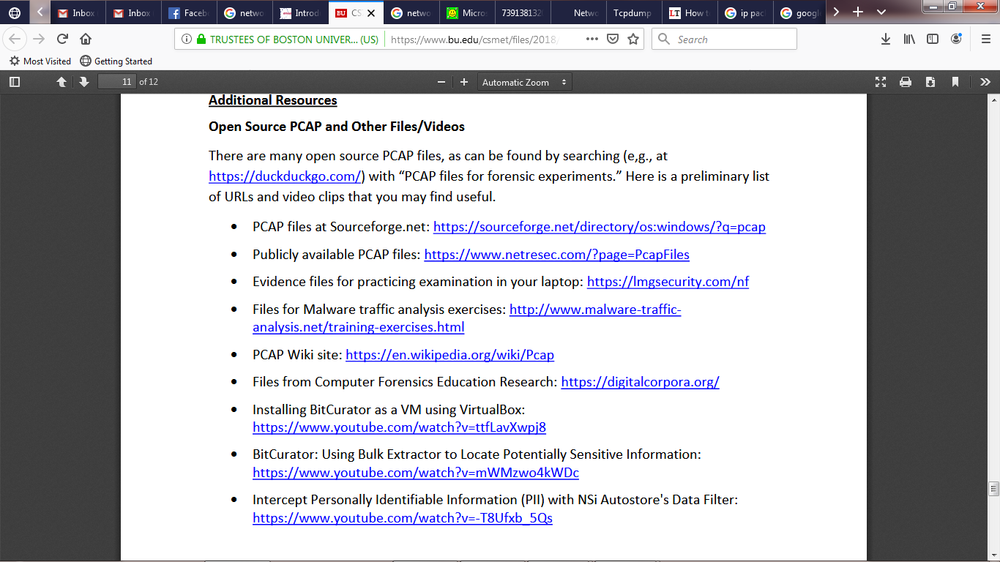 Inbox
Inbox
Faceb
netwo
Introd
BU CS
netwo
Micros
739138132
Netwo
Tcpdump
LT How t
ip pac
google
TRUSTEES OF BOSTON UNIVER... (US)
https://www.bu.edu/csmet/files/2018/
Search
Most Visited
Getting Started
11 of 12
Automatic Zoom
Additional Resources
Open Source PCAP and Other Files/Videos
There are many open source PCAP files, as can be found by searching (e,g., at
https://duckduckgo.com/) with “PCAP files for forensic experiments.” Here is a preliminary list
of URLs and video clips that you may find useful.
• PCAP files at Sourceforge.net: https://sourceforge.net/directory/os:windows/?q=pcap
• Publicly available PCAP files: https://www.netresec.com/?page=PcapFiles
• Evidence files for practicing examination in your laptop: https://lmgsecurity.com/nf
• Files for Malware traffic analysis exercises: http://www.malware-traffic-
analysis.net/training-exercises.html
• PCAP Wiki site: https://en.wikipedia.org/wiki/Pcap
• Files from Computer Forensics Education Research: https://digitalcorpora.org/
• Installing BitCurator as a VM using VirtualBox:
https://www.youtube.com/watch?v=ttfLavXwpj8
• BitCurator: Using Bulk Extractor to Locate Potentially Sensitive Information:
https://www.youtube.com/watch?v=mWMzwo4kWDc
• Intercept Personally Identifiable Information (PII) with NSi Autostore's Data Filter:
https://www.youtube.com/watch?v=-T8Ufxb_5Qs